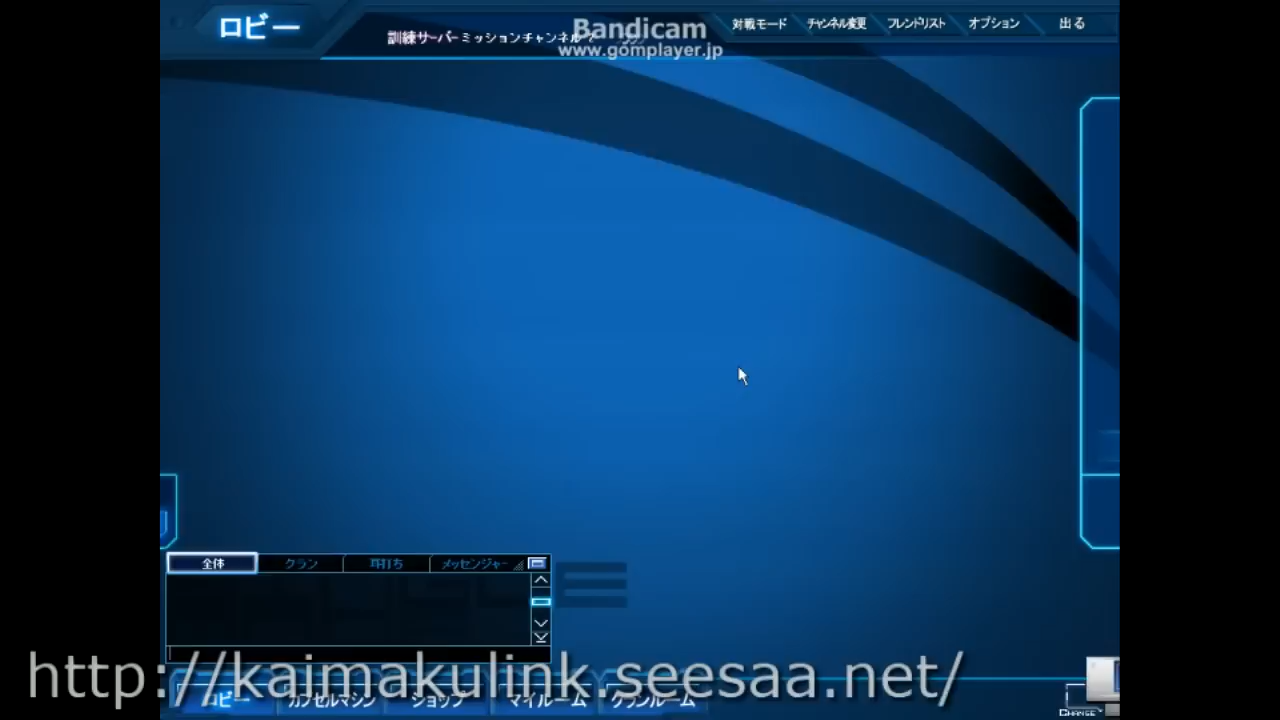 ロビー
訓練サーバーミッションチャンネル
Bandicam
www.gomplayer.jp
対戦モード チャンネル変更 フレンドリスト オプション 出る
全体 クラン 耳打ち メッセンジャー
http://kaimakulink.seesaa.net/
ロビー カプセルマシン ショップ マイルーム クランルーム
CHANGE